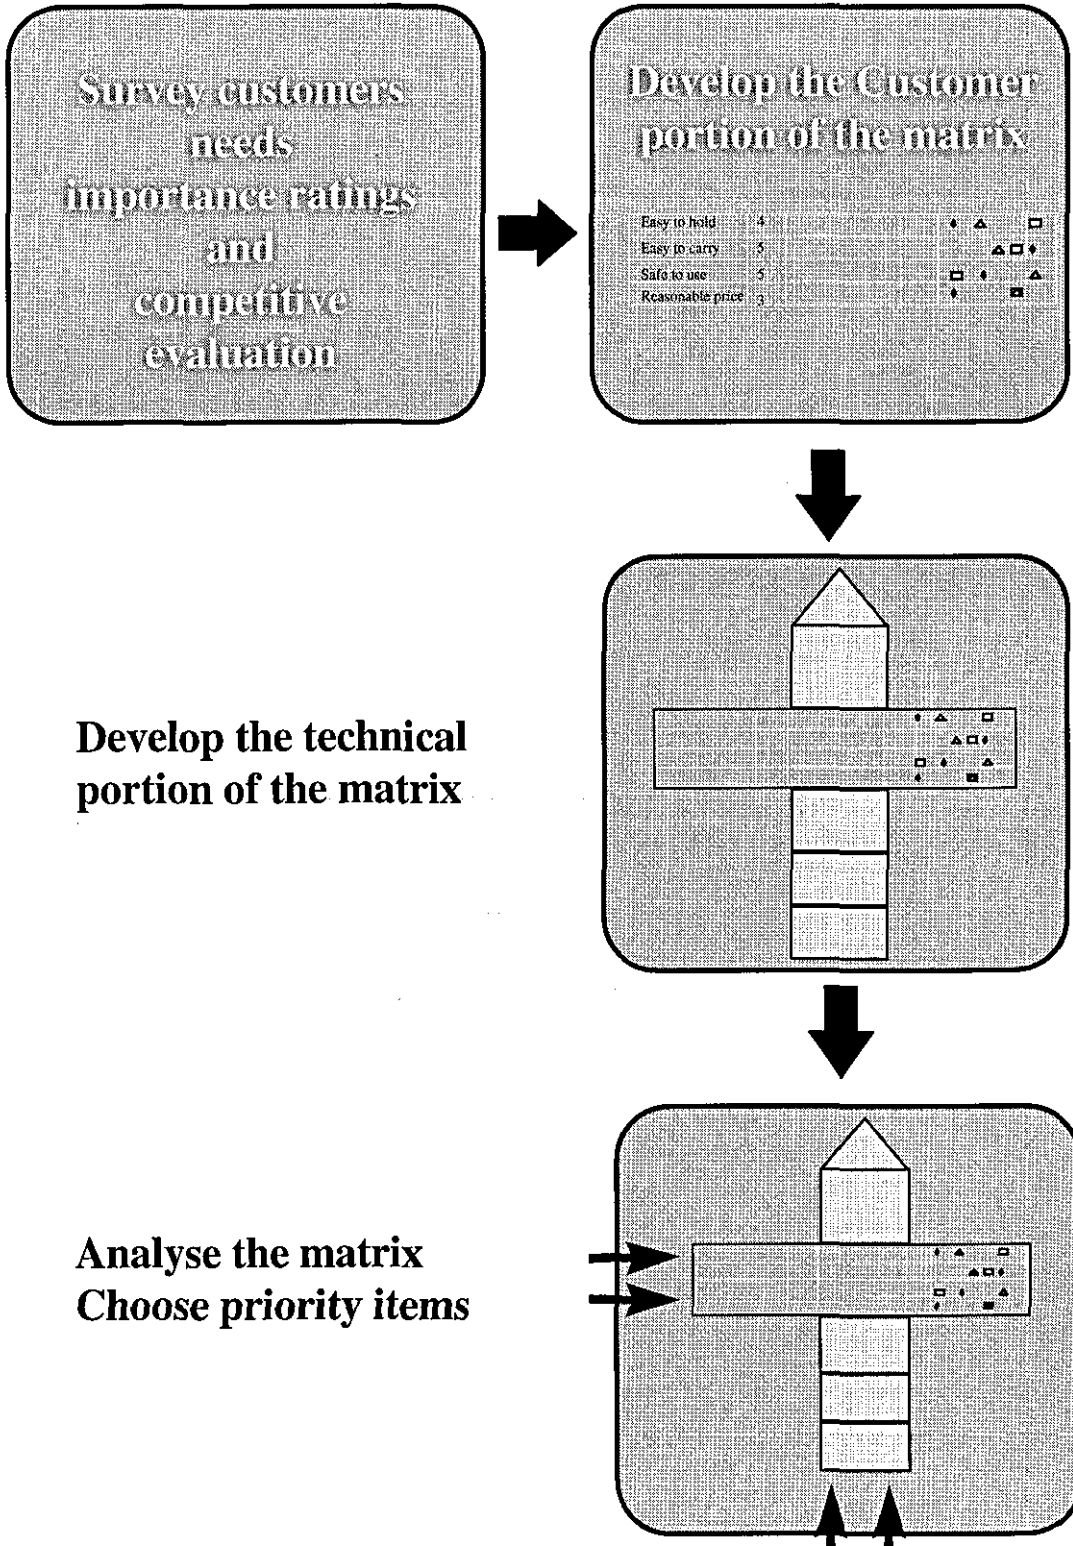 Survey customers
needs
importance ratings
and
competitive
evaluation
Develop the Customer
portion of the matrix
Easy to hold 4
Easy to carry 5
Safe to use 5
Reasonable price 3
Develop the technical
portion of the matrix
Analyse the matrix
Choose priority items